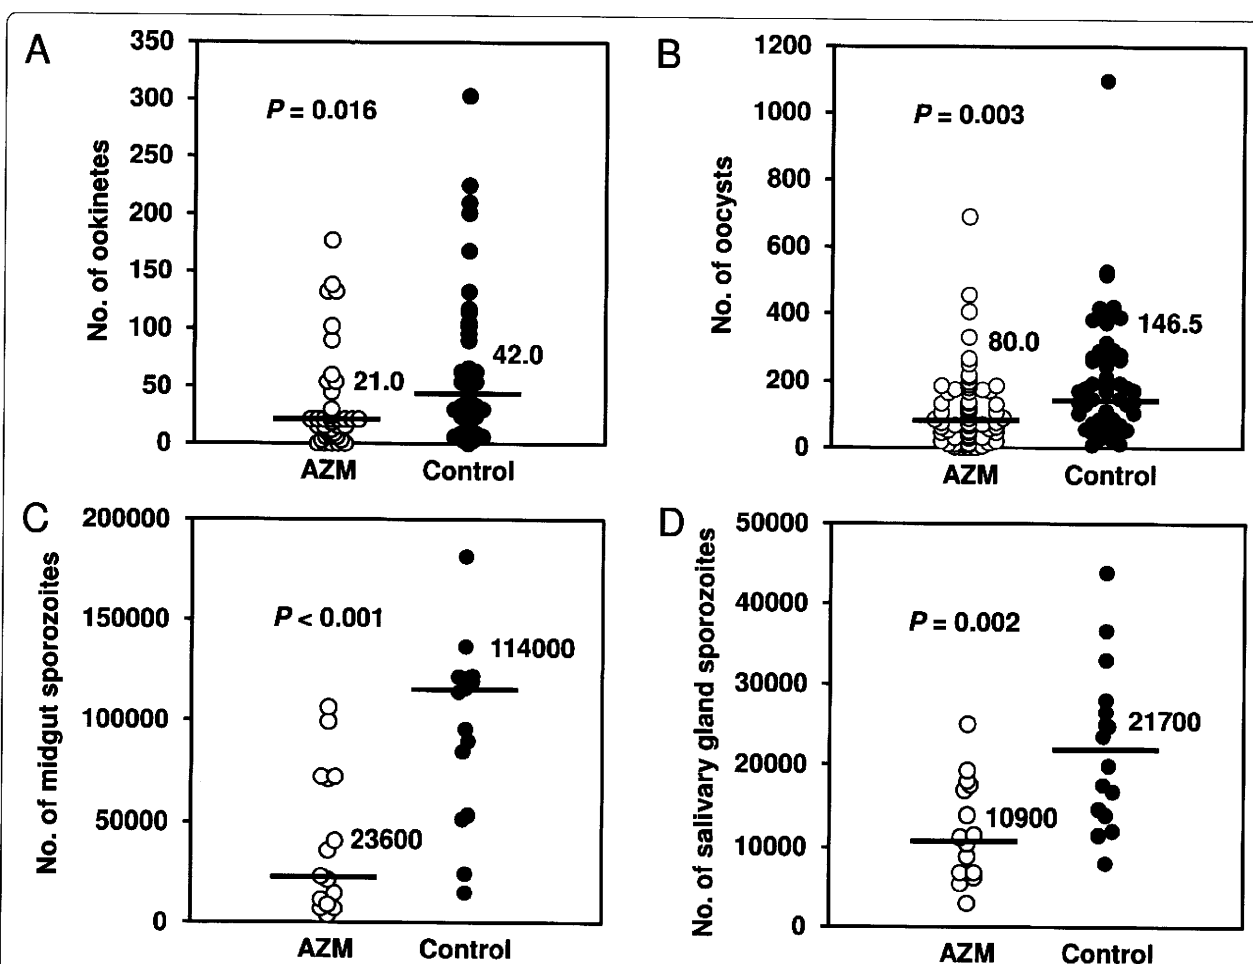 A
No. of ookinetes
350
300
250
200
150
100
50
0
P = 0.016
21.0
42.0
AZM Control
B
No. of oocysts
1200
1000
800
600
400
200
0
P = 0.003
80.0
146.5
AZM Control
C
No. of midgut sporozoites
200000
150000
100000
50000
0
P < 0.001
23600
114000
AZM Control
D
No. of salivary gland sporozoites
50000
40000
30000
20000
10000
0
P = 0.002
10900
21700
AZM Control